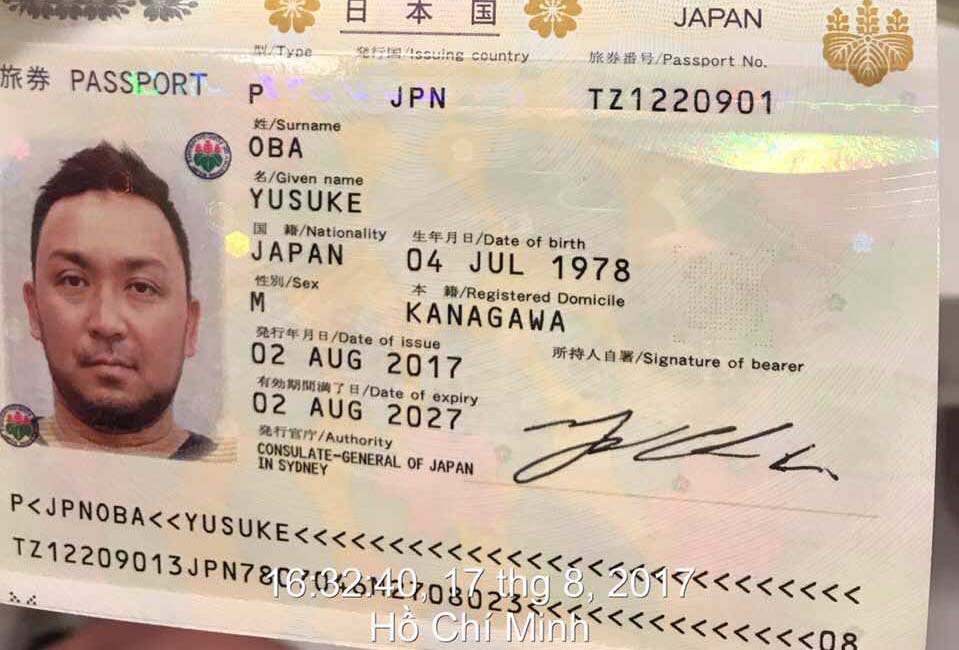 日本国
JAPAN
型/Type 発行国/Issuing country 旅券番号/Passport No.
旅券 PASSPORT
P JPN TZ1220901
姓/Surname
OBA
名/Given name
YUSUKE
国 籍/Nationality 生年月日/Date of birth
JAPAN 04 JUL 1978
性別/Sex 本 籍/Registered Domicile
M KANAGAWA
発行年月日/Date of issue 所持人自署/Signature of bearer
02 AUG 2017
有効期間満了日/Date of expiry
02 AUG 2027
発行官庁/Authority
CONSULATE-GENERAL OF JAPAN
IN SYDNEY
P<JPNOBA<<YUSUKE<<<<<<<<<<<<<<<<<<<<<<<<<<<<
TZ12209013JPN7807046M2708023<<<<<<<<<<<<<<08
16:32:40, 17 thg 8, 2017
Hồ Chí Minh